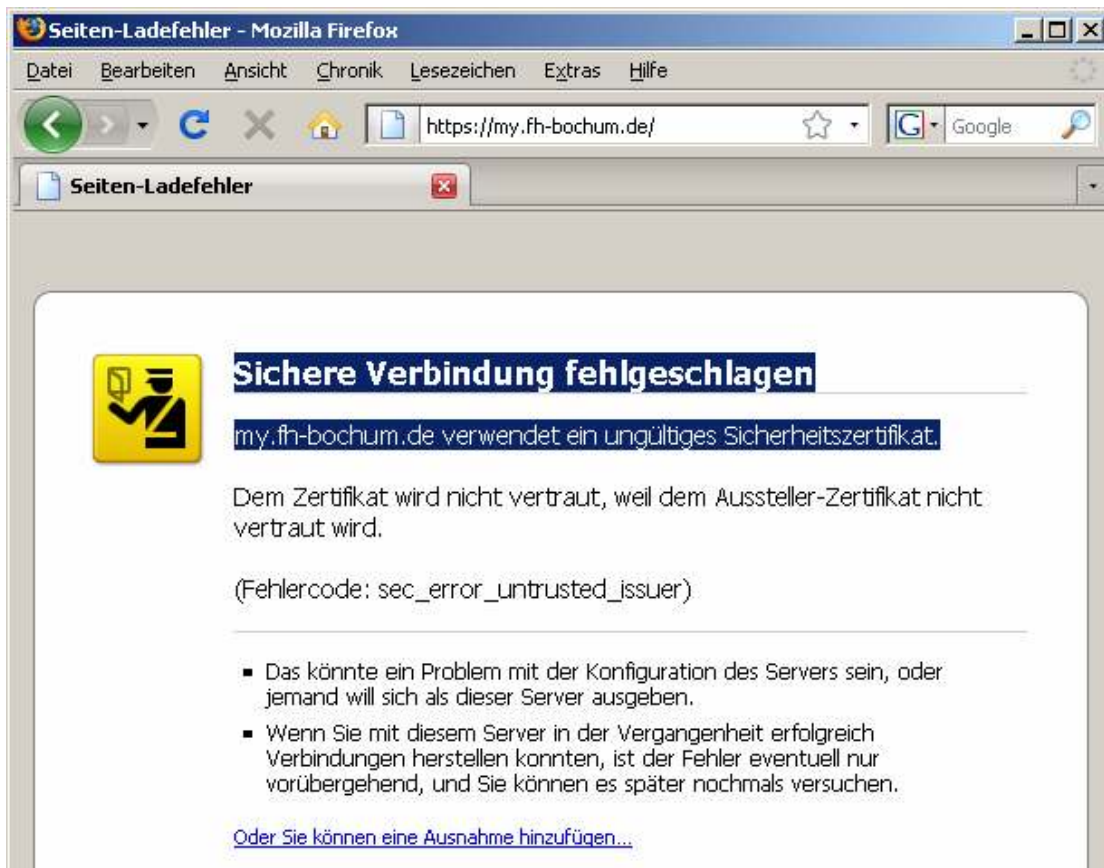 Seiten-Ladefehler - Mozilla Firefox
Datei Bearbeiten Ansicht Chronik Lesezeichen Extras Hilfe
https://my.fh-bochum.de/
G Google
Seiten-Ladefehler
Sichere Verbindung fehlgeschlagen
my.fh-bochum.de verwendet ein ungültiges Sicherheitszertifikat.
Dem Zertifikat wird nicht vertraut, weil dem Aussteller-Zertifikat nicht
vertraut wird.
(Fehlercode: sec_error_untrusted_issuer)
Das könnte ein Problem mit der Konfiguration des Servers sein, oder
jemand will sich als dieser Server ausgeben.
Wenn Sie mit diesem Server in der Vergangenheit erfolgreich
Verbindungen herstellen konnten, ist der Fehler eventuell nur
vorübergehend, und Sie können es später nochmals versuchen.
Oder Sie können eine Ausnahme hinzufügen...